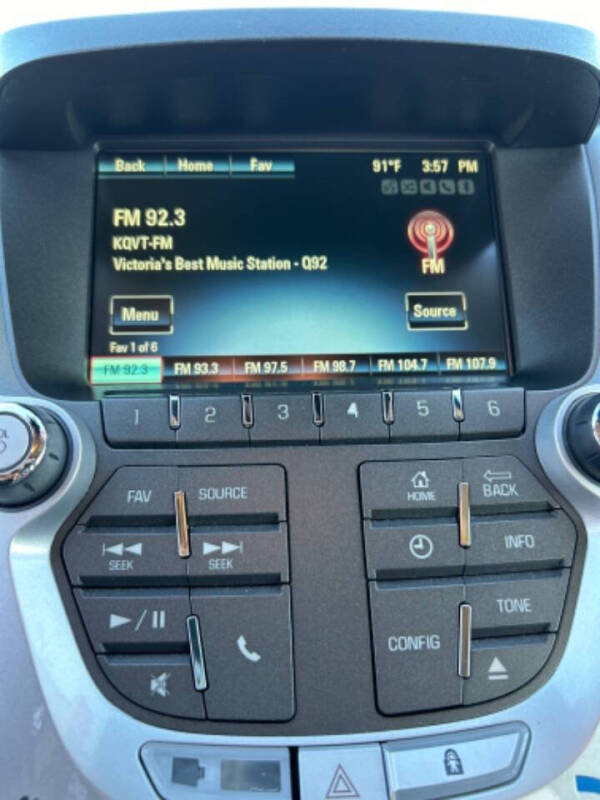 Back Home Fav 91°F 3:57 PM
FM 92.3
KQVT-FM
Victoria's Best Music Station - Q92
FM
Menu Source
Fav 1 of 6
FM 92.3 FM 93.3 FM 97.5 FM 98.7 FM 104.7 FM 107.9
1 2 3 4 5 6
FAV SOURCE HOME BACK
SEEK SEEK INFO
CONFIG TONE